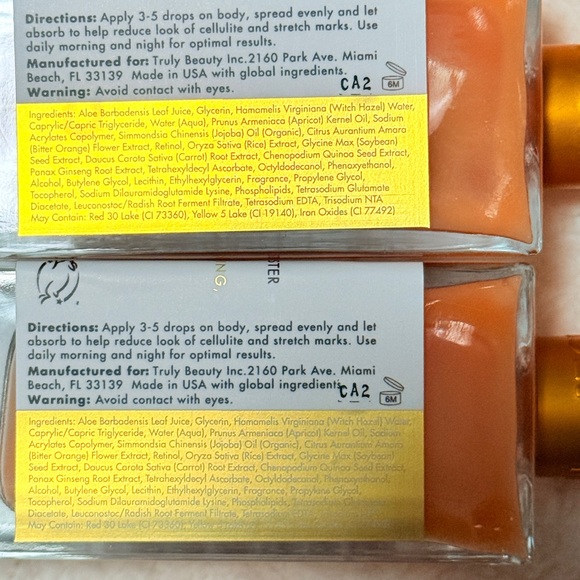 Directions: Apply 3-5 drops on body, spread evenly and let
absorb to help reduce look of cellulite and stretch marks. Use
daily morning and night for optimal results.
Manufactured for: Truly Beauty Inc.2160 Park Ave. Miami
Beach, FL 33139 Made in USA with global ingredients.
Warning: Avoid contact with eyes.
CA2
6M
Ingredients: Aloe Barbadensis Leaf Juice, Glycerin, Hamamelis Virginiana (Witch Hazel) Water,
Caprylic/Capric Triglyceride, Water (Aqua), Prunus Armeniaca (Apricot) Kernel Oil, Sodium
Acrylates Copolymer, Simmondsia Chinensis (Jojoba) Oil (Organic), Citrus Aurantium Amara
(Bitter Orange) Flower Extract, Retinol, Oryza Sativa (Rice) Extract, Glycine Max (Soybean)
Seed Extract, Daucus Carota Sativa (Carrot) Root Extract, Chenopodium Quinoa Seed Extract,
Panax Ginseng Root Extract, Tetrahexyldecyl Ascorbate, Octyldodecanol, Phenoxyethanol,
Alcohol, Butylene Glycol, Lecithin, Ethylhexylglycerin, Fragrance, Propylene Glycol,
Tocopherol, Sodium Dilauramidoglutamide Lysine, Phospholipids, Tetrasodium Glutamate
Diacetate, Leuconostoc/Radish Root Ferment Filtrate, Tetrasodium EDTA, Trisodium NTA
May Contain: Red 30 Lake (CI 73360), Yellow 5 Lake (CI-19140), Iron Oxides (CI 77492)
STER
NG,
Directions: Apply 3-5 drops on body, spread evenly and let
absorb to help reduce look of cellulite and stretch marks. Use
daily morning and night for optimal results.
Manufactured for: Truly Beauty Inc.2160 Park Ave. Miami
Beach, FL 33139 Made in USA with global ingredients.
Warning: Avoid contact with eyes.
CA2
6M
Ingredients: Aloe Barbadensis Leaf Juice, Glycerin, Hamamelis Virginiana (Witch Hazel) Water,
Caprylic/Capric Triglyceride, Water (Aqua), Prunus Armeniaca (Apricot) Kernel Oil, Sodium
Acrylates Copolymer, Simmondsia Chinensis (Jojoba) Oil (Organic), Citrus Aurantium Amara
(Bitter Orange) Flower Extract, Retinol, Oryza Sativa (Rice) Extract, Glycine Max (Soybean)
Seed Extract, Daucus Carota Sativa (Carrot) Root Extract, Chenopodium Quinoa Seed Extract,
Panax Ginseng Root Extract, Tetrahexyldecyl Ascorbate, Octyldodecanol, Phenoxyethanol,
Alcohol, Butylene Glycol, Lecithin, Ethylhexylglycerin, Fragrance, Propylene Glycol,
Tocopherol, Sodium Dilauramidoglutamide Lysine, Phospholipids, Tetrasodium Glutamate
Diacetate, Leuconostoc/Radish Root Ferment Filtrate, Tetrasodium
May Contain: Red 30 Lake (CI 73360), Yellow 5